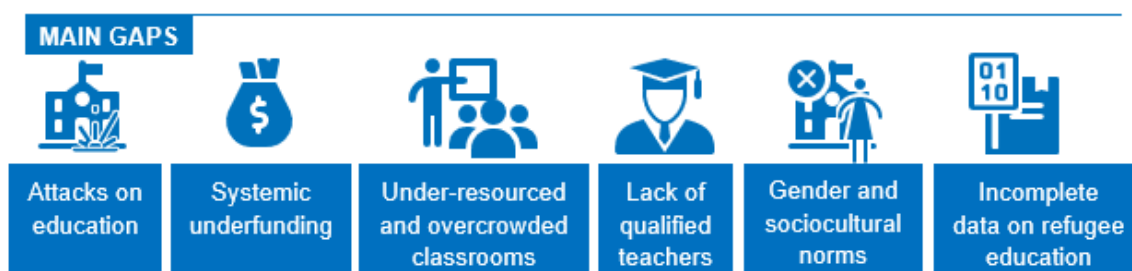 MAIN GAPS
$
01
10
Attacks on
education
Systemic
underfunding
Under-resourced
and overcrowded
classrooms
Lack of
qualified
teachers
Gender and
sociocultural
norms
Incomplete
data on refugee
education